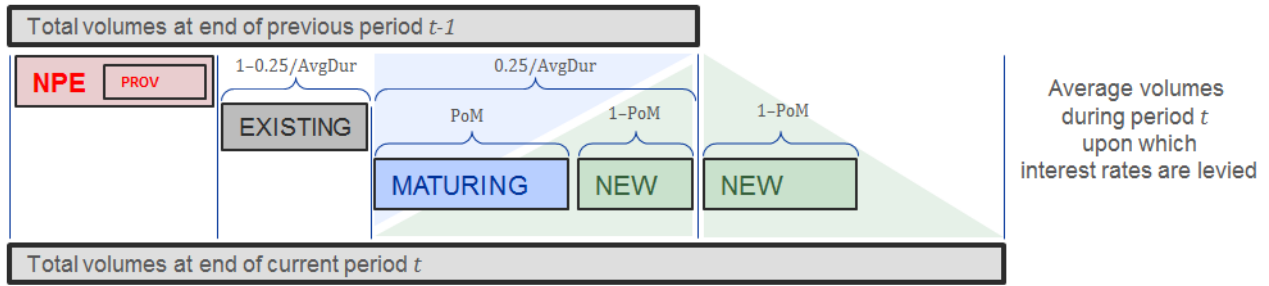 Total volumes at end of previous period t-1
NPE
PROV
1–0.25/AvgDur
0.25/AvgDur
EXISTING
PoM
1–PoM
1–PoM
MATURING
NEW
NEW
Average volumes
during period t
upon which
interest rates are levied
Total volumes at end of current period t